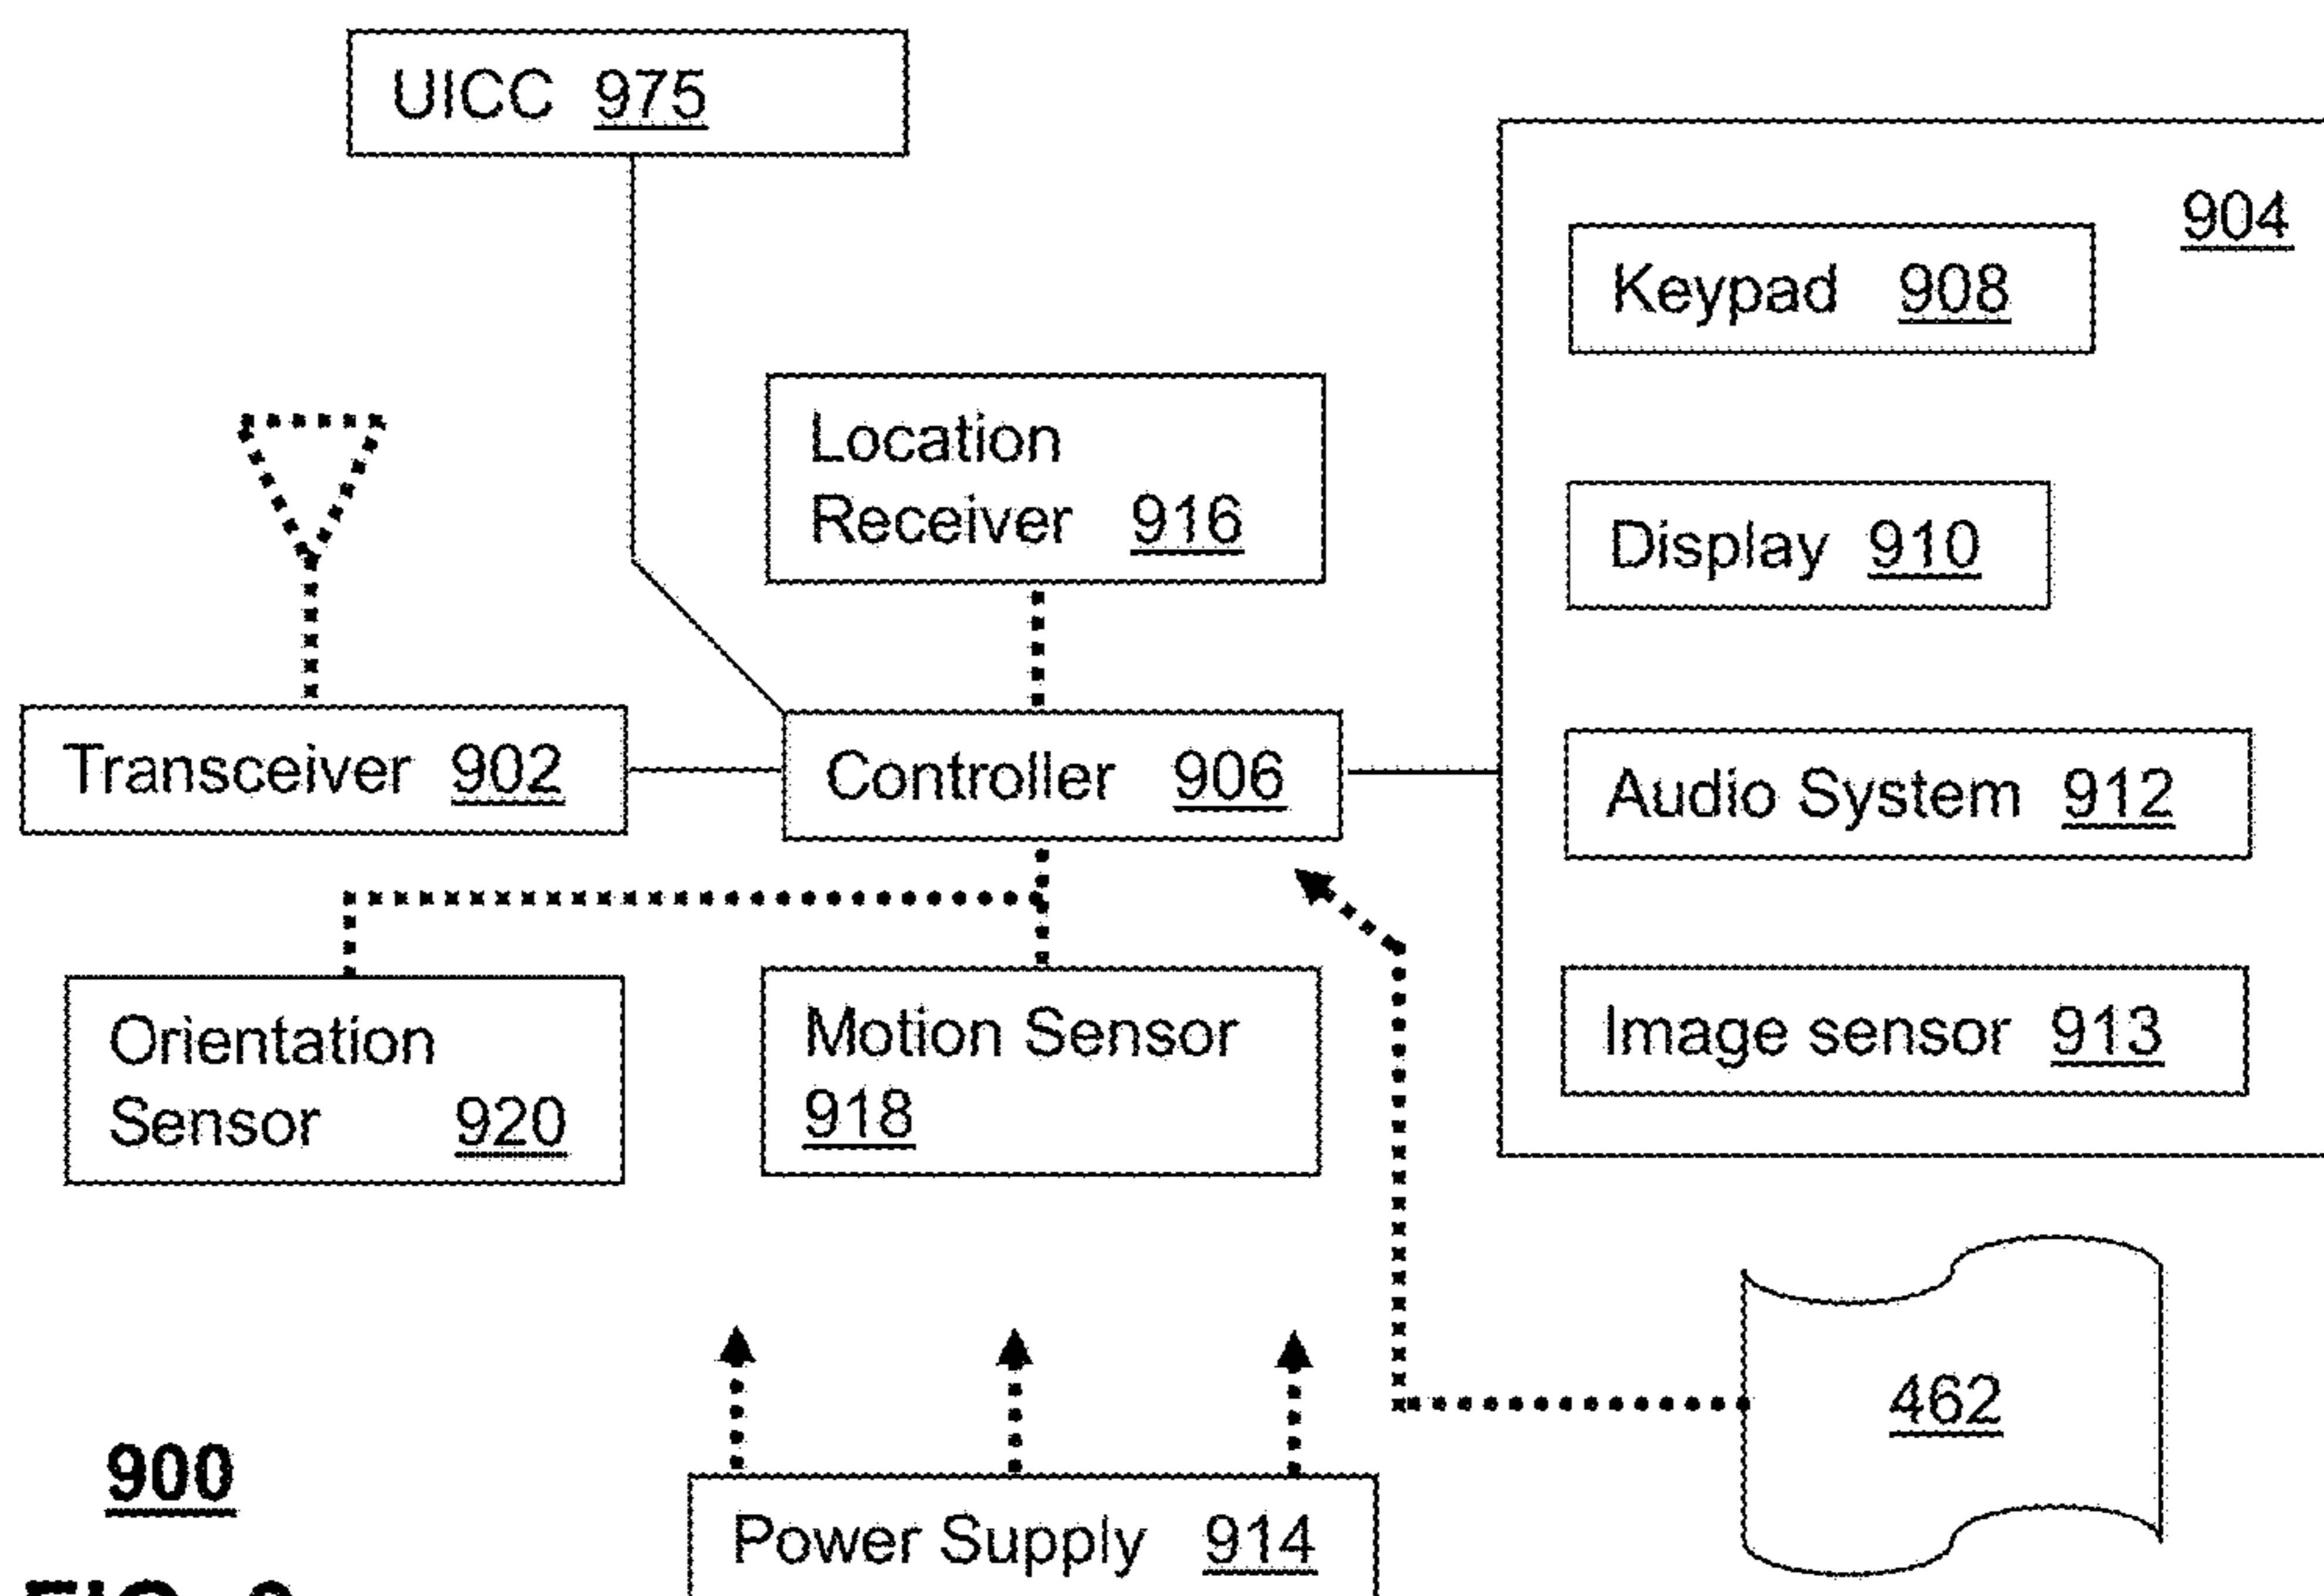 UICC 975
904
Keypad 908
Location
Receiver 916
Display 910
Transceiver 902
Controller 906
Audio System 912
Orientation
Sensor 920
Motion Sensor
918
Image sensor 913
462
900
Power Supply 914